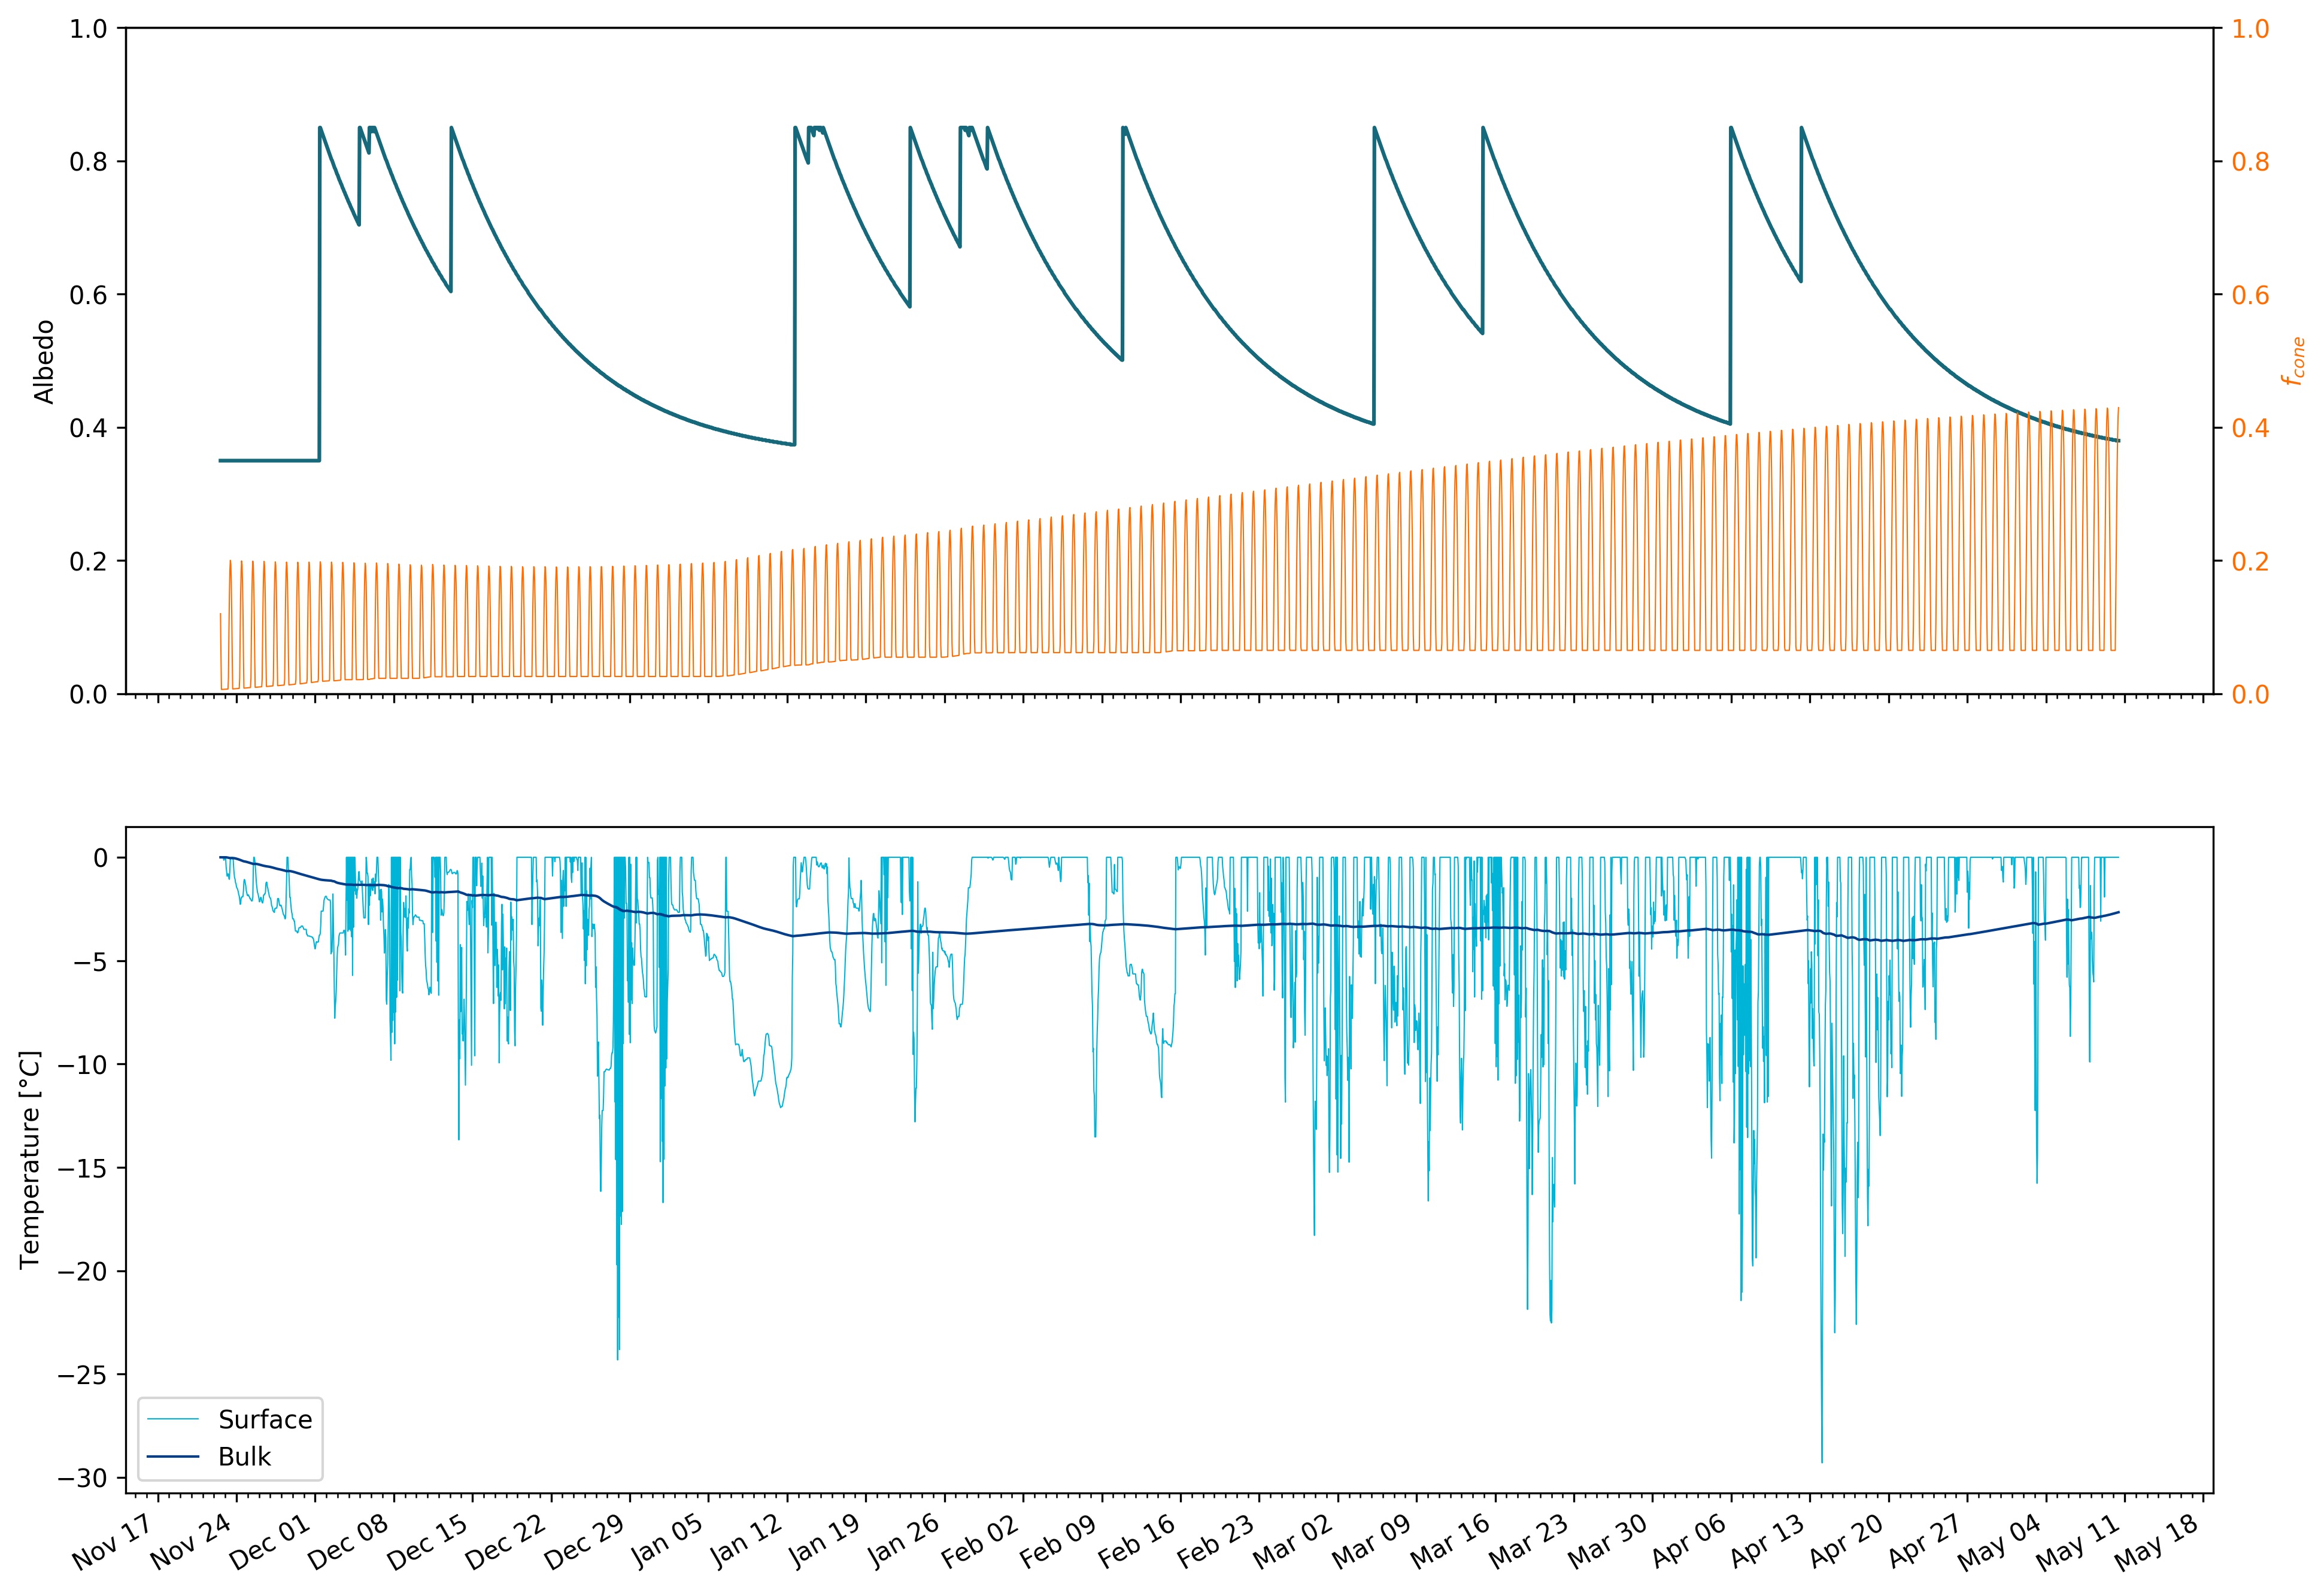 1.0
0.8
0.6
0.4
0.2
0.0
Albedo
1.0
0.8
0.6
0.4
0.2
0.0
f_cone
0
−5
−10
−15
−20
−25
−30
Temperature [°C]
Surface
Bulk
Nov 17
Nov 24
Dec 01
Dec 08
Dec 15
Dec 22
Dec 29
Jan 05
Jan 12
Jan 19
Jan 26
Feb 02
Feb 09
Feb 16
Feb 23
Mar 02
Mar 09
Mar 16
Mar 23
Mar 30
Apr 06
Apr 13
Apr 20
Apr 27
May 04
May 11
May 18